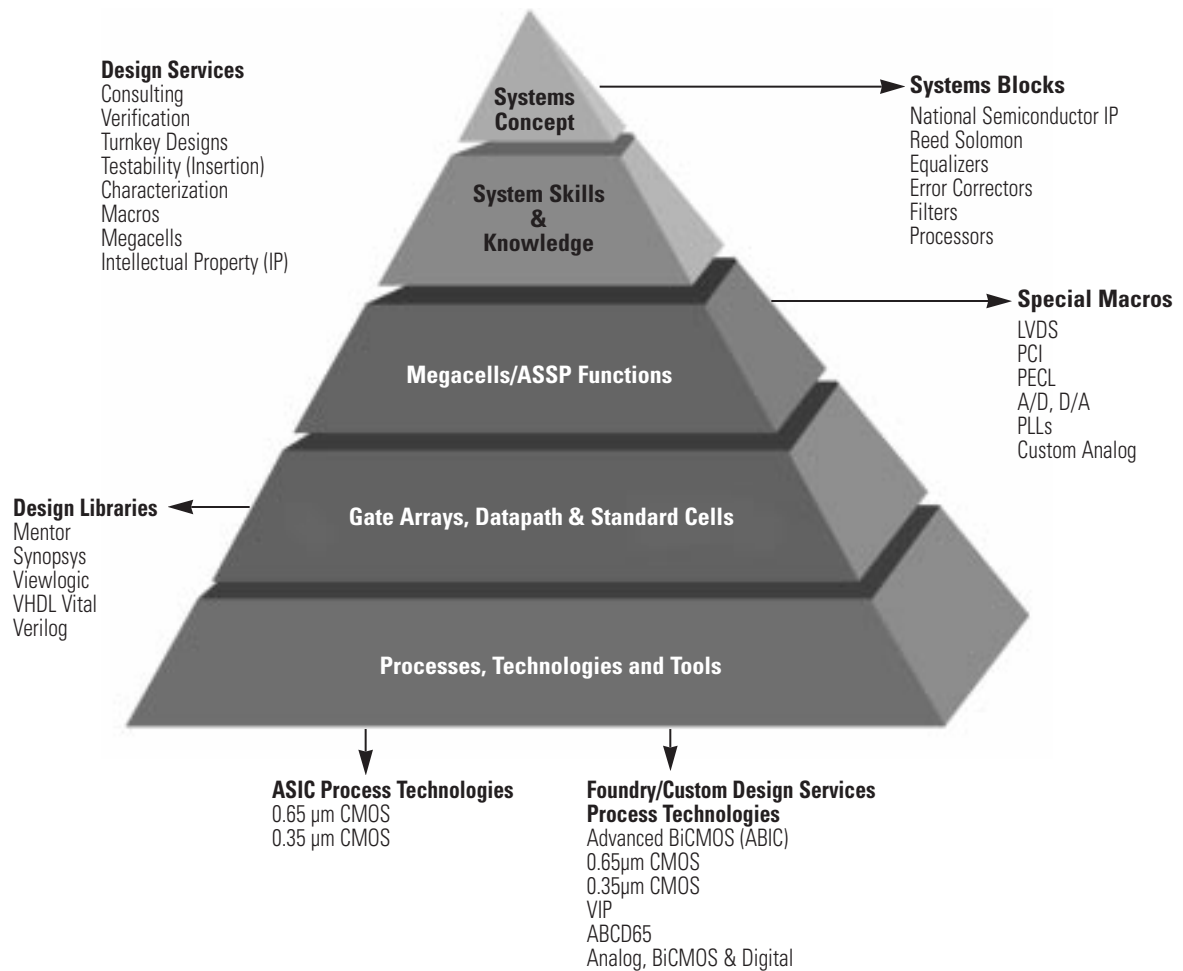 Design Services
Consulting
Verification
Turnkey Designs
Testability (Insertion)
Characterization
Macros
Megacells
Intellectual Property (IP)
Systems
Concept
Systems Blocks
National Semiconductor IP
Reed Solomon
Equalizers
Error Correctors
Filters
Processors
System Skills
&
Knowledge
Special Macros
LVDS
PCI
PECL
A/D, D/A
PLLs
Custom Analog
Megacells/ASSP Functions
Design Libraries
Mentor
Synopsys
Viewlogic
VHDL Vital
Verilog
Gate Arrays, Datapath & Standard Cells
Processes, Technologies and Tools
ASIC Process Technologies
0.65 µm CMOS
0.35 µm CMOS
Foundry/Custom Design Services
Process Technologies
Advanced BiCMOS (ABIC)
0.65µm CMOS
0.35µm CMOS
VIP
ABCD65
Analog, BiCMOS & Digital